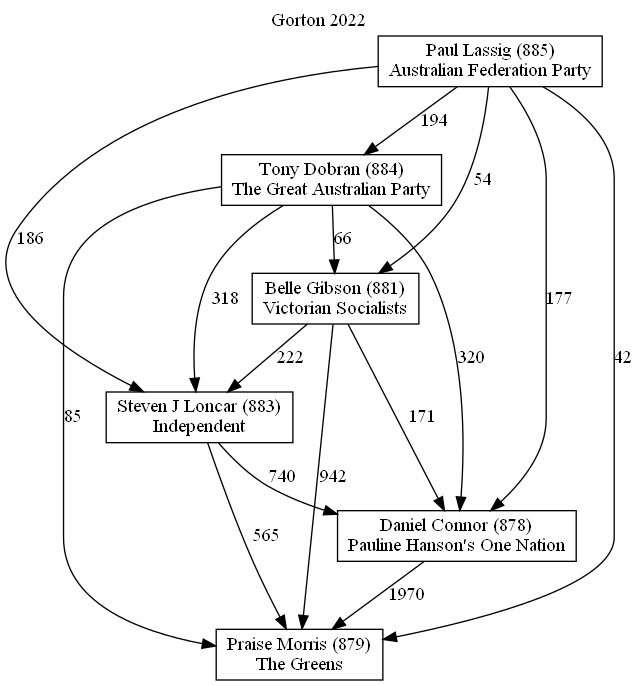 Gorton 2022
Paul Lassig (885)
Australian Federation Party
194
54
Tony Dobran (884)
The Great Australian Party
186
66
318
177
42
Belle Gibson (881)
Victorian Socialists
222
320
85
171
Steven J Loncar (883)
Independent
740
942
565
Daniel Connor (878)
Pauline Hanson's One Nation
1970
Praise Morris (879)
The Greens